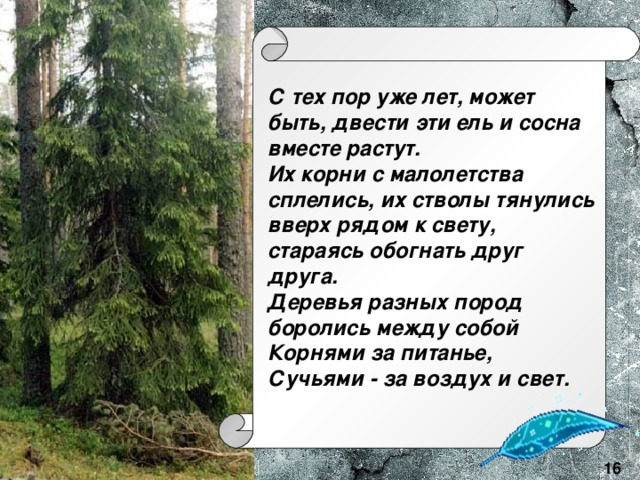 С тех пор уже лет, может
быть, двести эти ель и сосна
вместе растут.
Их корни с малолетства
сплелись, их стволы тянулись
вверх рядом к свету,
стараясь обогнать друг
друга.
Деревья разных пород
боролись между собой
Корнями за питанье,
Сучьями - за воздух и свет.
16